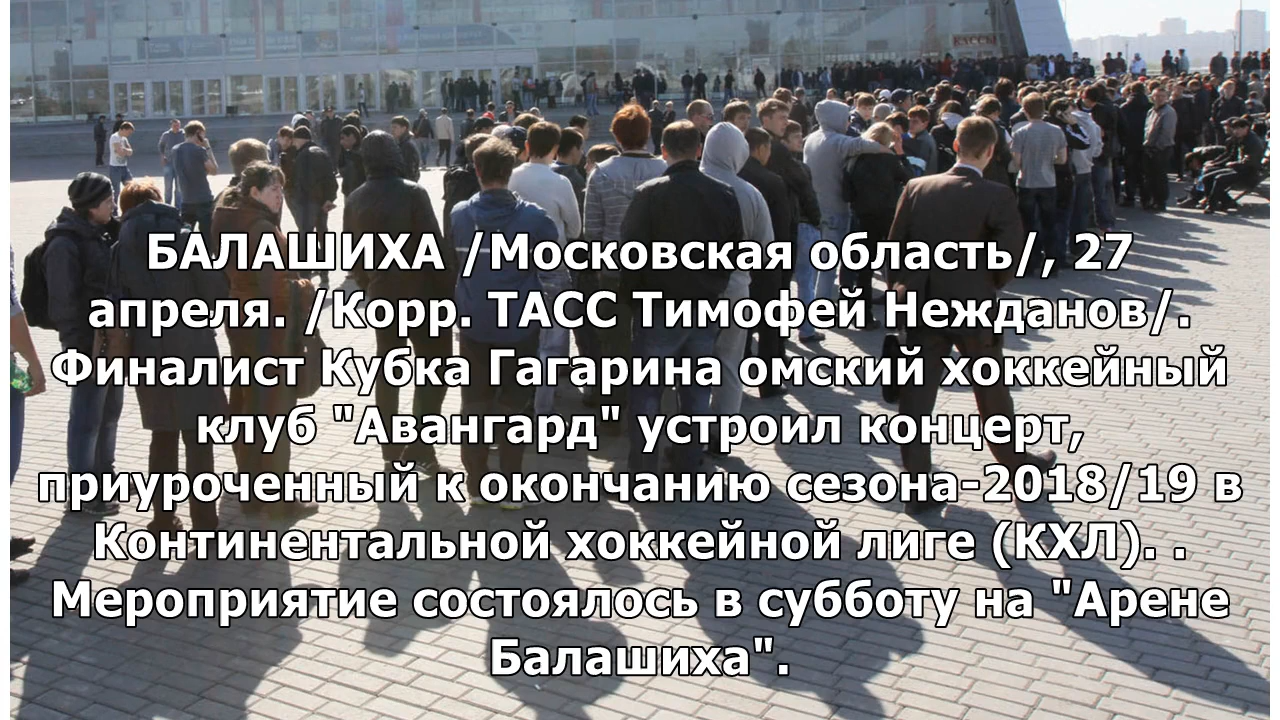 КАССЫ
БАЛАШИХА /Московская область/, 27
апреля. /Корр. ТАСС Тимофей Нежданов/.
Финалист Кубка Гагарина омский хоккейный
клуб "Авангард" устроил концерт,
приуроченный к окончанию сезона-2018/19 в
Континентальной хоккейной лиге (КХЛ). .
Мероприятие состоялось в субботу на "Арене
Балашиха".